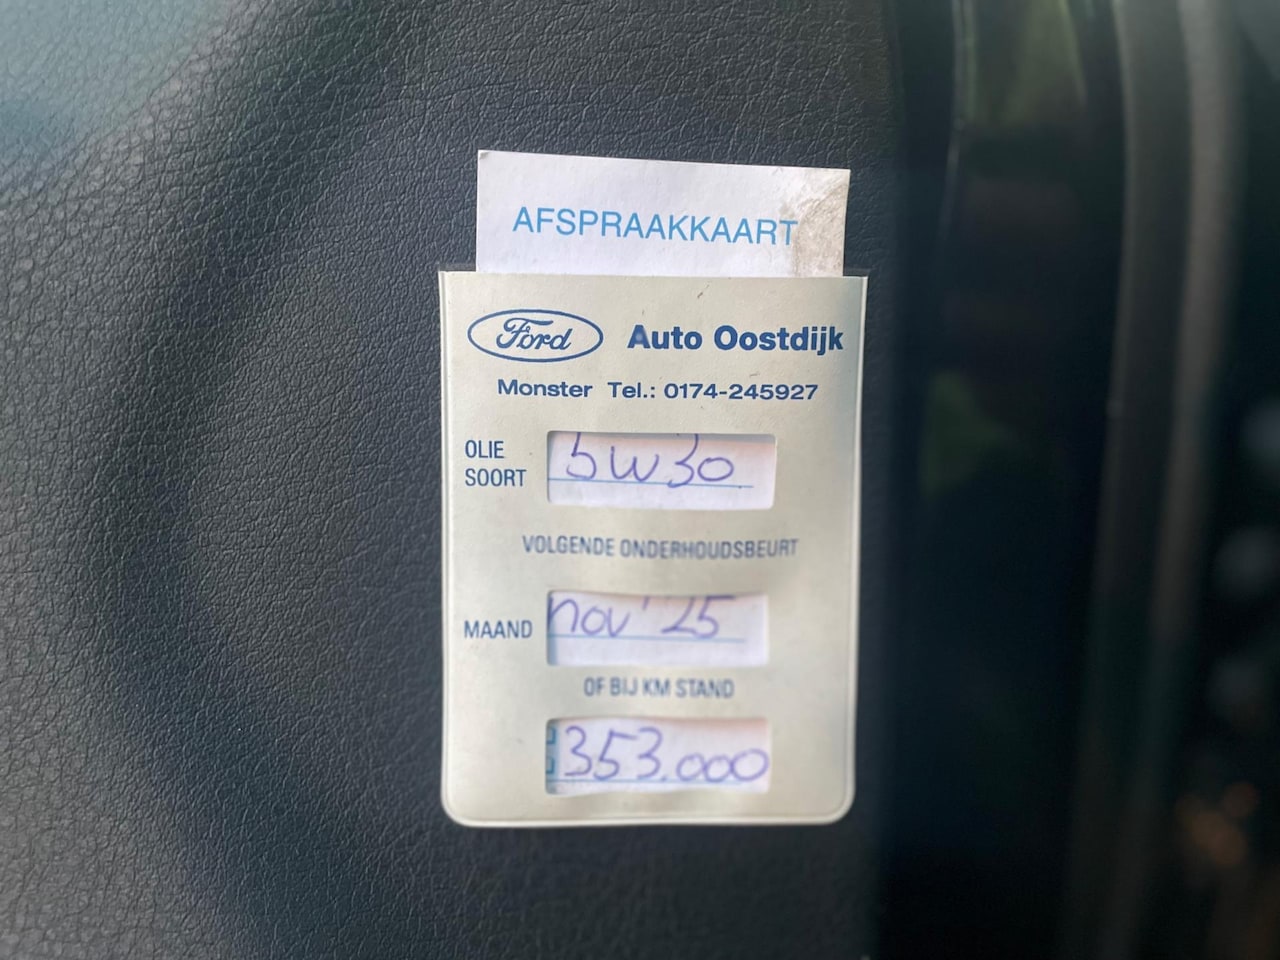 AFSPRAAKKAART
Ford Auto Oostdijk
Monster Tel.: 0174-245927
OLIE SOORT 5W30
VOLGENDE ONDERHOUDSBEURT
MAAND nov' 25
OF BIJ KM STAND
353.000